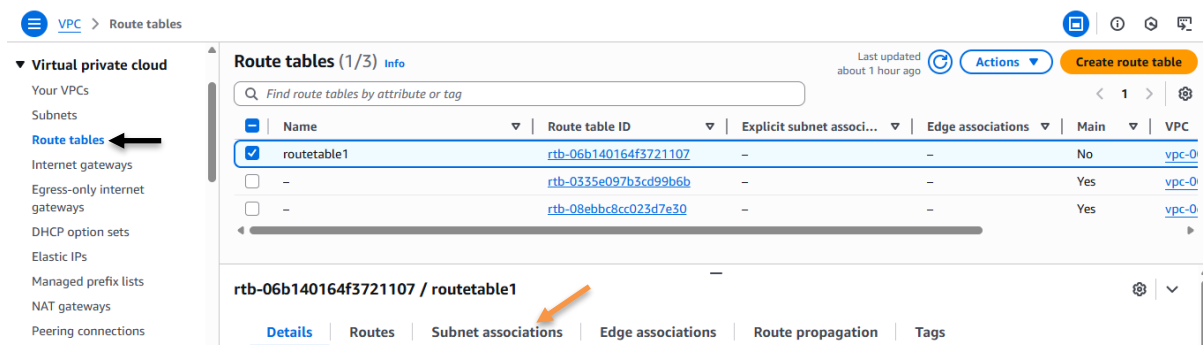 VPC > Route tables
Virtual private cloud
Your VPCs
Subnets
Route tables
Internet gateways
Egress-only internet
gateways
DHCP option sets
Elastic IPs
Managed prefix lists
NAT gateways
Peering connections
Route tables (1/3) Info
Last updated
about 1 hour ago
Actions
Create route table
Find route tables by attribute or tag
1
Name Route table ID Explicit subnet associ... Edge associations Main VPC
routetable1 rtb-06b140164f3721107 – – No vpc-0
– rtb-0335e097b3cd99b6b – – Yes vpc-0
– rtb-08ebbc8cc023d7e30 – – Yes vpc-0
rtb-06b140164f3721107 / routetable1
Details Routes Subnet associations Edge associations Route propagation Tags